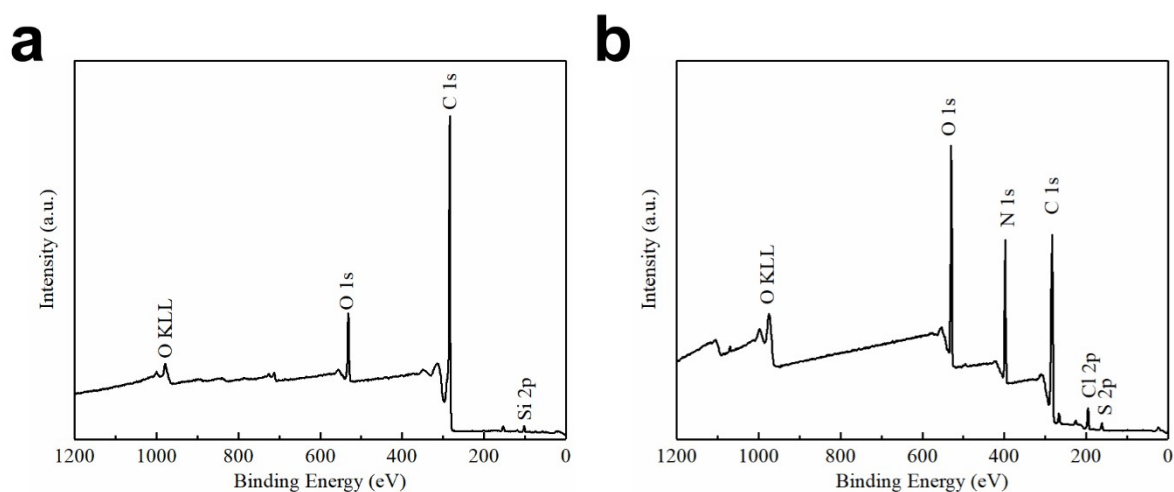 a
C 1s
O 1s
O KLL
Si 2p
Intensity (a.u.)
1200 1000 800 600 400 200 0
Binding Energy (eV)
b
O 1s
N 1s
C 1s
O KLL
Cl 2p
S 2p
Intensity (a.u.)
1200 1000 800 600 400 200 0
Binding Energy (eV)